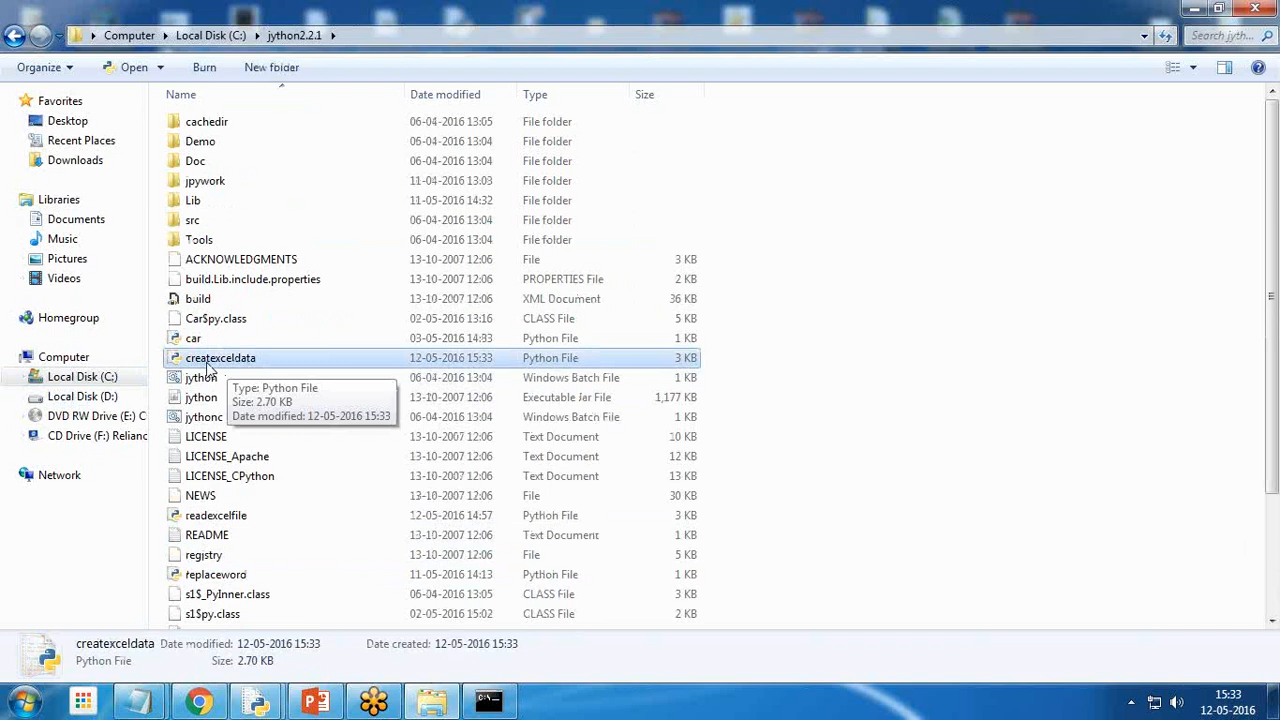 Computer Local Disk (C:) jython2.2.1
Search jyth...
Organize Open Burn New folder
Name Date modified Type Size
Favorites
Desktop
Recent Places
Downloads
Libraries
Documents
Music
Pictures
Videos
Homegroup
Computer
Local Disk (C:)
Local Disk (D:)
DVD RW Drive (E:) C
CD Drive (F:) Relianc
Network
cachedir 06-04-2016 13:05 File folder
Demo 06-04-2016 13:04 File folder
Doc 06-04-2016 13:04 File folder
jpywork 11-04-2016 13:03 File folder
Lib 11-05-2016 14:32 File folder
src 06-04-2016 13:04 File folder
Tools 06-04-2016 13:04 File folder
ACKNOWLEDGMENTS 13-10-2007 12:06 File 3 KB
build.Lib.include.properties 13-10-2007 12:06 PROPERTIES File 2 KB
build 13-10-2007 12:06 XML Document 36 KB
Car$py.class 02-05-2016 13:16 CLASS File 5 KB
car 03-05-2016 14:33 Python File 1 KB
createxceldata 12-05-2016 15:33 Python File 3 KB
jython 06-04-2016 13:04 Windows Batch File 1 KB
jython 13-10-2007 12:06 Executable Jar File 1,177 KB
jythonc 06-04-2016 13:04 Windows Batch File 1 KB
LICENSE 13-10-2007 12:06 Text Document 10 KB
LICENSE_Apache 13-10-2007 12:06 Text Document 12 KB
LICENSE_CPython 13-10-2007 12:06 Text Document 13 KB
NEWS 13-10-2007 12:06 File 30 KB
readexcelfile 12-05-2016 14:57 Python File 3 KB
README 13-10-2007 12:06 Text Document 1 KB
registry 13-10-2007 12:06 File 5 KB
replaceword 11-05-2016 14:13 Python File 1 KB
s1$_PyInner.class 06-04-2016 13:05 CLASS File 3 KB
s1$py.class 02-05-2016 15:02 CLASS File 2 KB
Type: Python File
Size: 2.70 KB
Date modified: 12-05-2016 15:33
createxceldata Date modified: 12-05-2016 15:33 Date created: 12-05-2016 15:33
Python File Size: 2.70 KB
15:33
12-05-2016